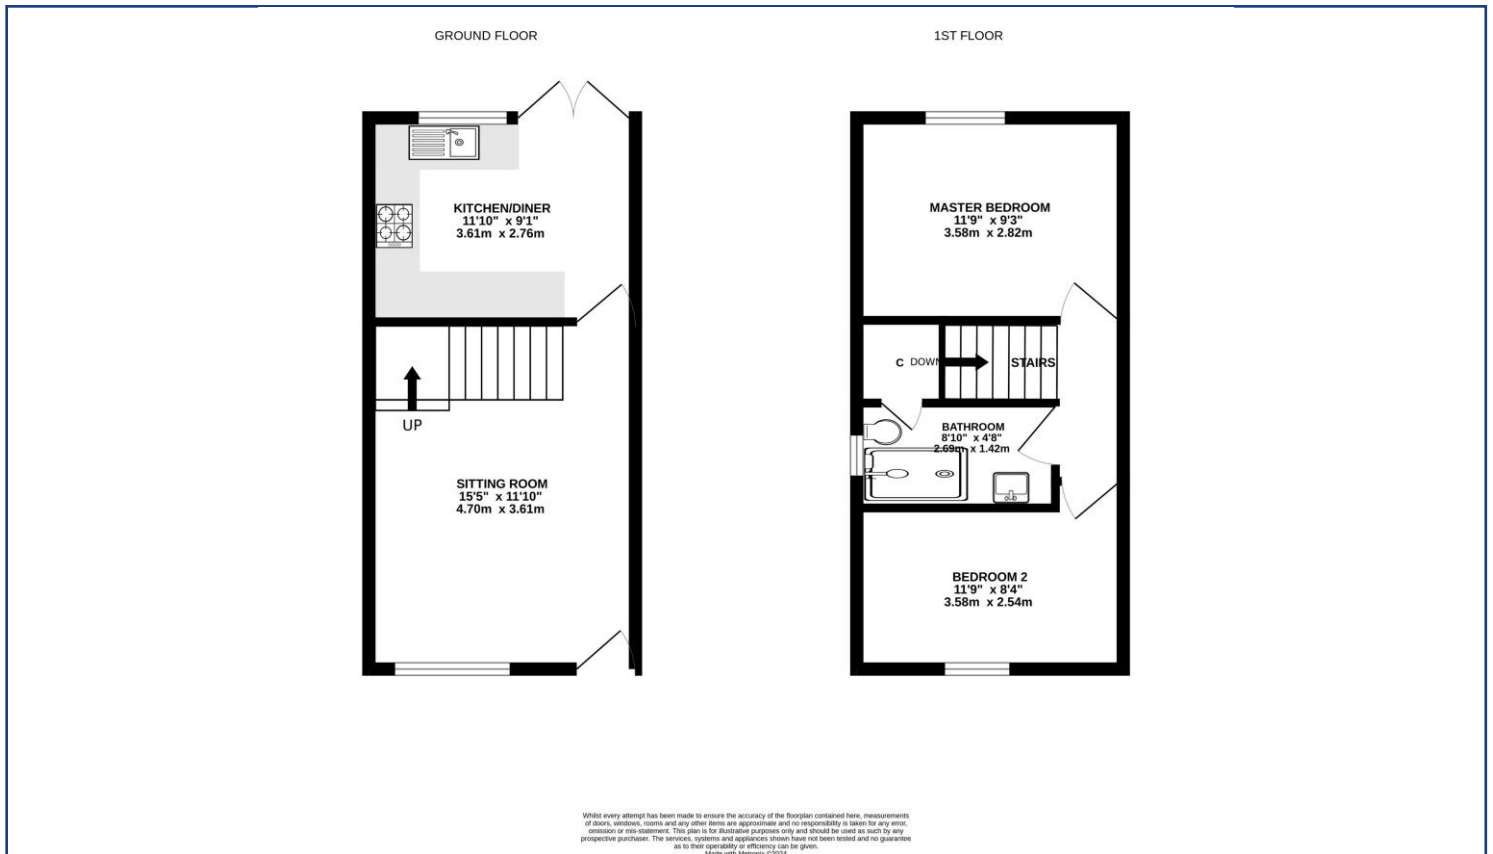 GROUND FLOOR
1ST FLOOR
KITCHEN/DINER
11'10" x 9'1"
3.61m x 2.76m
UP
SITTING ROOM
15'5" x 11'10"
4.70m x 3.61m
MASTER BEDROOM
11'9" x 9'3"
3.58m x 2.82m
C DOWN
STAIRS
BATHROOM
8'10" x 4'8"
2.69m x 1.42m
BEDROOM 2
11'9" x 8'4"
3.58m x 2.54m
Whilst every attempt has been made to ensure the accuracy of the floorplan contained here, measurements
of doors, windows, rooms and any other items are approximate and no responsibility is taken for any error,
omission or mis-statement. This plan is for illustrative purposes only and should be used as such by any
prospective purchaser. The services, systems and appliances shown have not been tested and no guarantee
as to their operability or efficiency can be given.
Made with Metropix ©2024